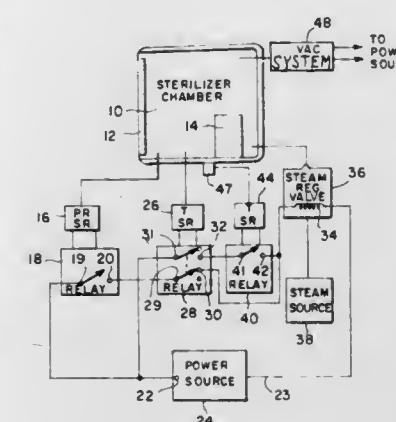 48
VAC
SYSTEM
TO
POW
SOU
STERILIZER
CHAMBER
10
12
14
47
44
36
STEAM
REG
VALVE
34
16
PR
SR
26
T
SR
SR
31
32
18
19
20
RELAY
29
RELAY
28
30
41
42
RELAY
40
STEAM
SOURCE
38
POWER
SOURCE
22
23
24